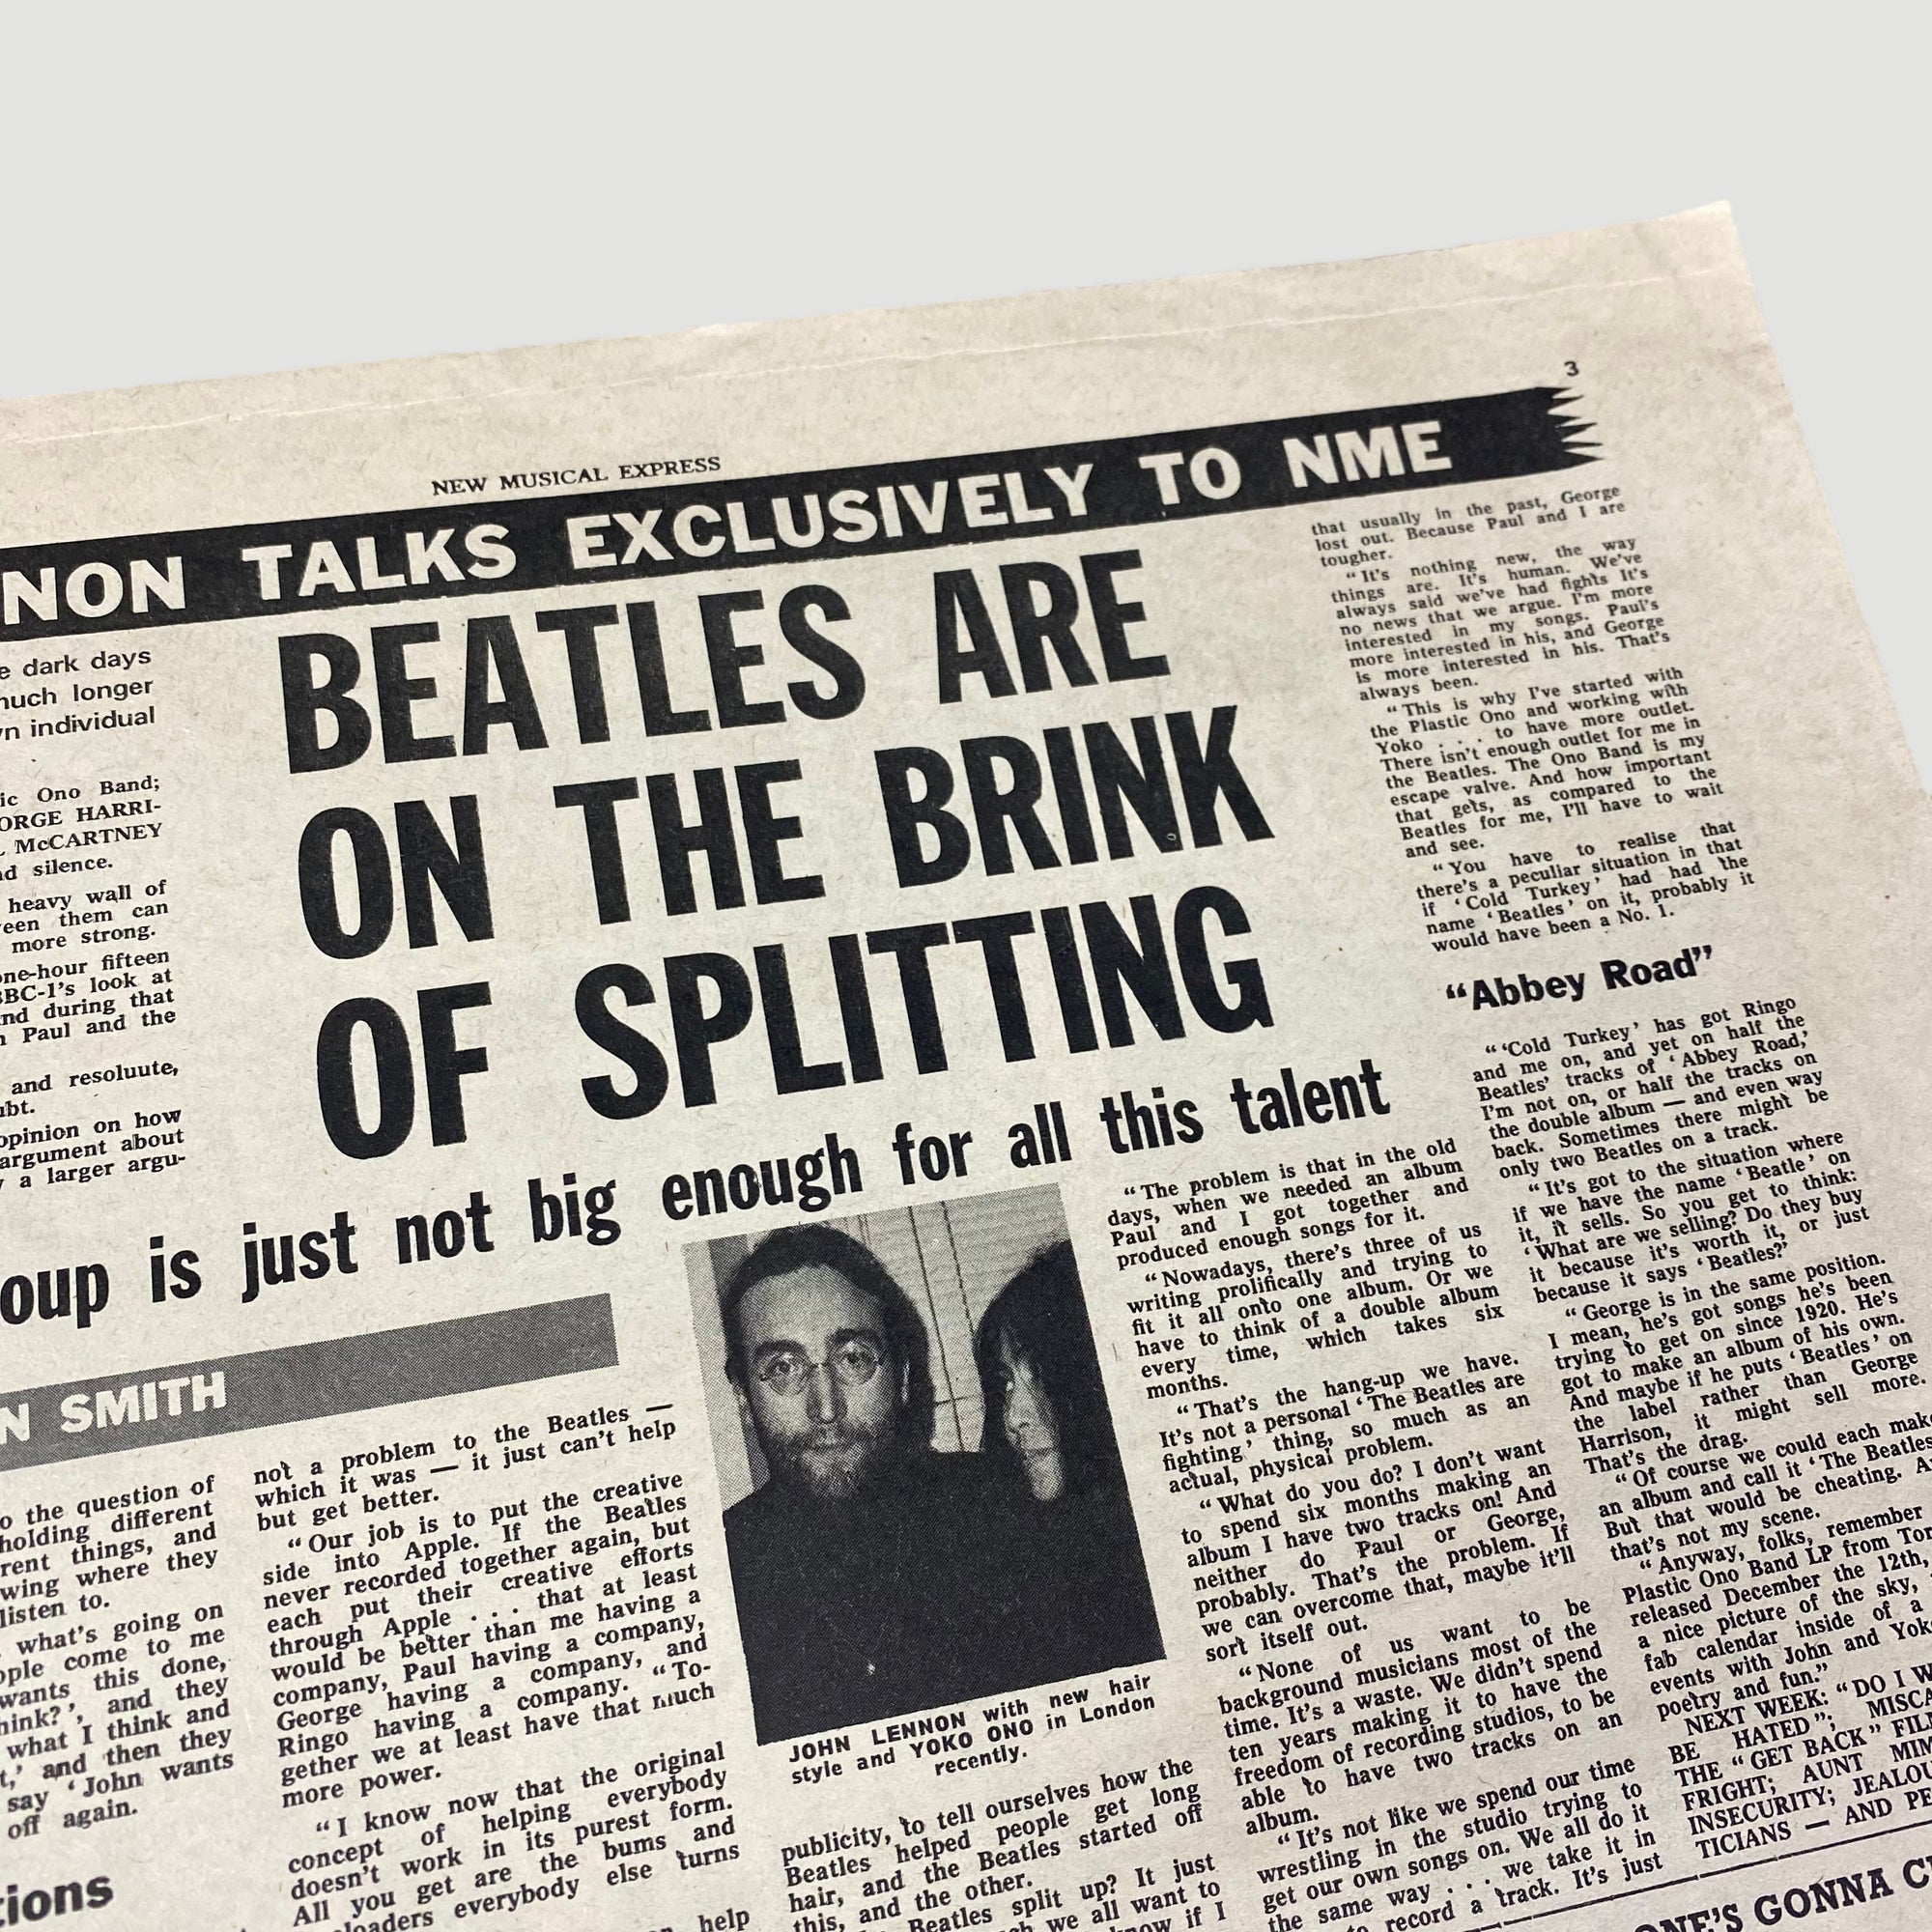 3
NEW MUSICAL EXPRESS
NON TALKS EXCLUSIVELY TO NME
BEATLES ARE
ON THE BRINK
OF SPLITTING
oup is just not big enough for all this talent
e dark days
much longer
vn individual
ic Ono Band;
ORGE HARRI-
McCARTNEY
nd silence.
heavy wall of
een them can
more strong.
one-hour fifteen
BBC-1's look at
and during that
Paul and the
and resoluute,
ubt.
opinion on how
argument about
a larger argu-
N SMITH
o the question of
holding different
rent things, and
wing where they
listen to.
what's going on
ople come to me
wants this done,
hink?', and they
what I think and
t,' and then they
say 'John wants
off again.
tions
not a problem to the Beatles —
which it was — it just can't help
but get better.
“Our job is to put the creative
side into Apple. If the Beatles
never recorded together again, but
each put their creative efforts
through Apple . . . that at least
would be better than me having a
company, Paul having a company,
George having a company, and
Ringo having a company. “To-
gether we at least have that much
more power.
“I know now that the original
concept of helping everybody
doesn't work in its purest form.
All you get are the bums and
loaders everybody else turns
help
JOHN LENNON with new hair
style and YOKO ONO in London
recently.
publicity, to tell ourselves how the
Beatles helped people get long
hair, and the Beatles started off
this, and the other.
Beatles split up? It just
we all want to
know if I
“The problem is that in the old
days, when we needed an album
Paul and I got together and
produced enough songs for it.
“Nowadays, there's three of us
writing prolifically and trying to
fit it all onto one album. Or we
have to think of a double album
every time, which takes six
months.
“That's the hang-up we have.
It's not a personal ‘The Beatles are
fighting’ thing, so much as an
actual, physical problem.
“What do you do? I don't want
to spend six months making an
album I have two tracks on! And
neither do Paul or George,
probably. That's the problem. If
we can overcome that, maybe it'll
sort itself out.
“None of us want to be
background musicians most of the
time. It's a waste. We didn't spend
ten years making it to have the
freedom of recording studios, to be
able to have two tracks on an
album.
“It's not like we spend our time
wrestling in the studio trying to
get our own songs on. We all do it
the same way . . . we take it in
to record a track. It's just
that usually in the past, George
lost out. Because Paul and I are
tougher.
“It's nothing new, the way
things are. It's human. We've
always said we've had fights It's
no news that we argue. I'm more
interested in my songs. Paul's
more interested in his, and George
is more interested in his. That's
always been.
“This is why I've started with
the Plastic Ono and working with
Yoko . . . to have more outlet.
There isn't enough outlet for me in
the Beatles. The Ono Band is my
escape valve. And how important
that gets, as compared to the
Beatles for me, I'll have to wait
and see.
“You have to realise that
there's a peculiar situation in that
if ‘Cold Turkey’ had had the
name ‘Beatles’ on it, probably it
would have been a No. 1.
“Abbey Road”
“‘Cold Turkey’ has got Ringo
and me on, and yet on half the
Beatles' tracks of ‘Abbey Road,’
I'm not on, or half the tracks on
the double album — and even way
back. Sometimes there might be
only two Beatles on a track.
“It's got to the situation where
if we have the name ‘Beatle’ on
it, it sells. So you get to think:
‘What are we selling? Do they buy
it because it's worth it, or just
because it says ‘Beatles?’
“George is in the same position.
I mean, he's got songs he's been
trying to get on since 1920. He's
got to make an album of his own.
And maybe if he puts ‘Beatles’ on
the label rather than George
Harrison, it might sell more.
That's the drag.
“Of course we could each mak
an album and call it ‘The Beatles
But that would be cheating. A
that's not my scene.
“Anyway, folks, remember
Plastic Ono Band LP from Tor
released December the 12th,
a nice picture of the sky,
fab calendar inside of a
events with John and Yok
poetry and fun.”
NEXT WEEK: “DO I W
BE HATED”; MISCA
THE “GET BACK” FIL
FRIGHT; AUNT MIM
INSECURITY; JEALOU
TICIANS — AND PE
ONE'S GONNA C